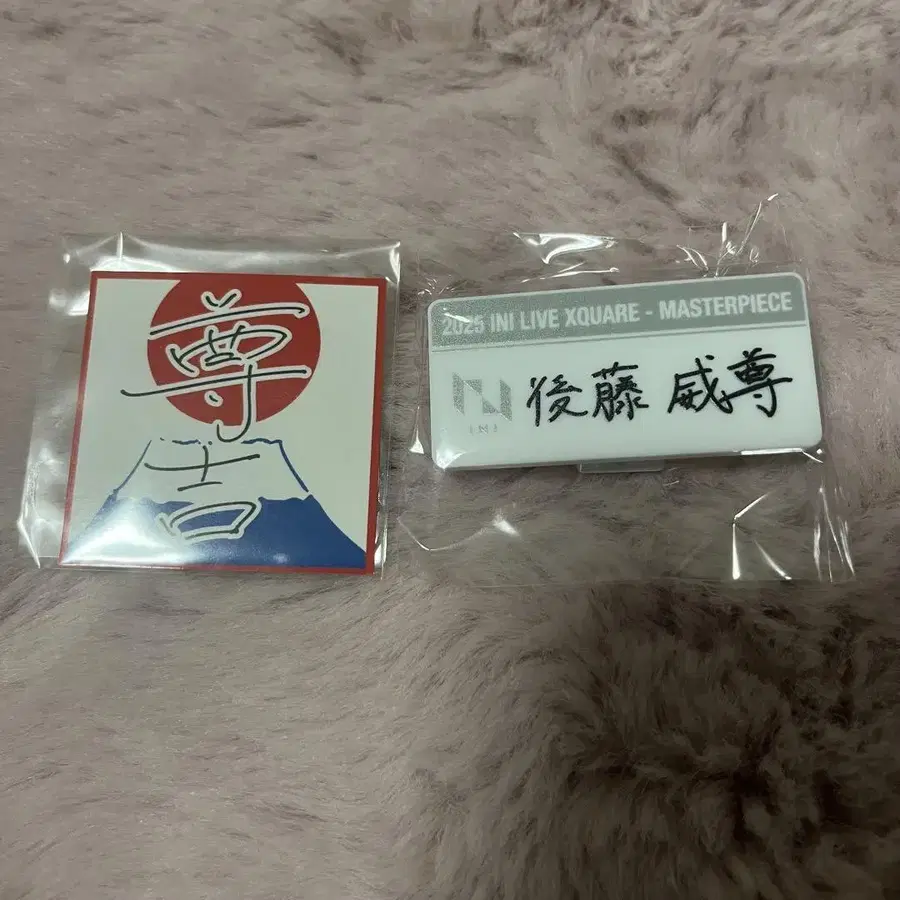 尊
吉
2025 INI LIVE XQUARE - MASTERPIECE
INI
後藤 威尊